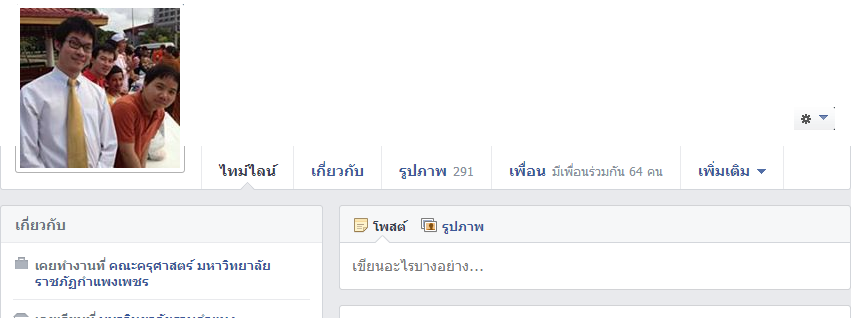 ไทม์ไลน์
เกี่ยวกับ
รูปภาพ 291
เพื่อน มีเพื่อนร่วมกัน 64 คน
เพิ่มเติม
เกี่ยวกับ
เคยทำงานที่ คณะครุศาสตร์ มหาวิทยาลัย
ราชภัฏกำแพงเพชร
โพสต์
รูปภาพ
เขียนอะไรบางอย่าง...